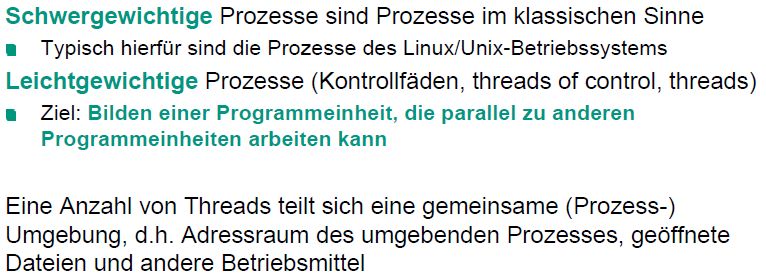 Schwergewichtige Prozesse sind Prozesse im klassischen Sinne
Typisch hierfür sind die Prozesse des Linux/Unix-Betriebssystems
Leichtgewichtige Prozesse (Kontrollfäden, threads of control, threads)
Ziel: Bilden einer Programmeinheit, die parallel zu anderen
Programmeinheiten arbeiten kann
Eine Anzahl von Threads teilt sich eine gemeinsame (Prozess-)
Umgebung, d.h. Adressraum des umgebenden Prozesses, geöffnete
Dateien und andere Betriebsmittel